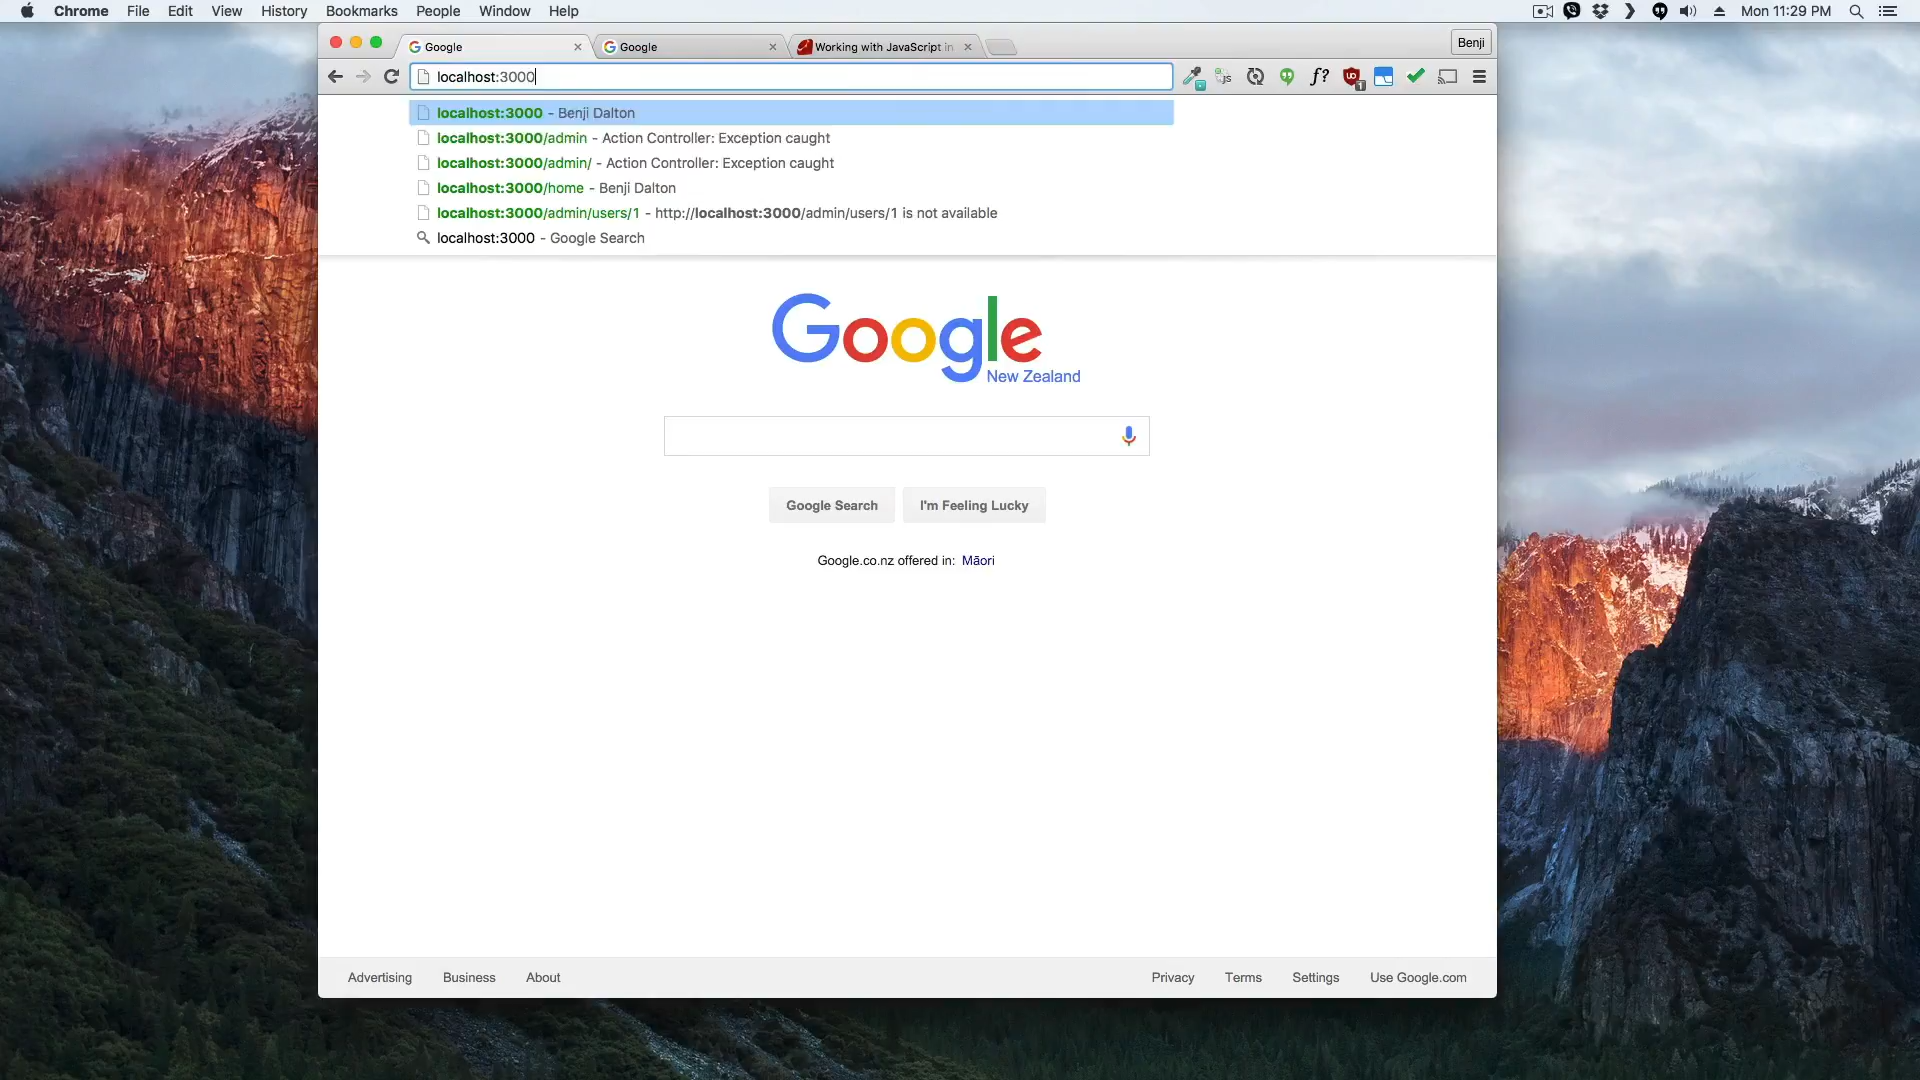 Chrome File Edit View History Bookmarks People Window Help Mon 11:29 PM
Google Google Working with JavaScript in Benji
localhost:3000 js f? UD 1
localhost:3000 - Benji Dalton
localhost:3000/admin - Action Controller: Exception caught
localhost:3000/admin/ - Action Controller: Exception caught
localhost:3000/home - Benji Dalton
localhost:3000/admin/users/1 - http://localhost:3000/admin/users/1 is not available
localhost:3000 - Google Search
Google
New Zealand
Google Search I'm Feeling Lucky
Google.co.nz offered in: Māori
Advertising Business About Privacy Terms Settings Use Google.com